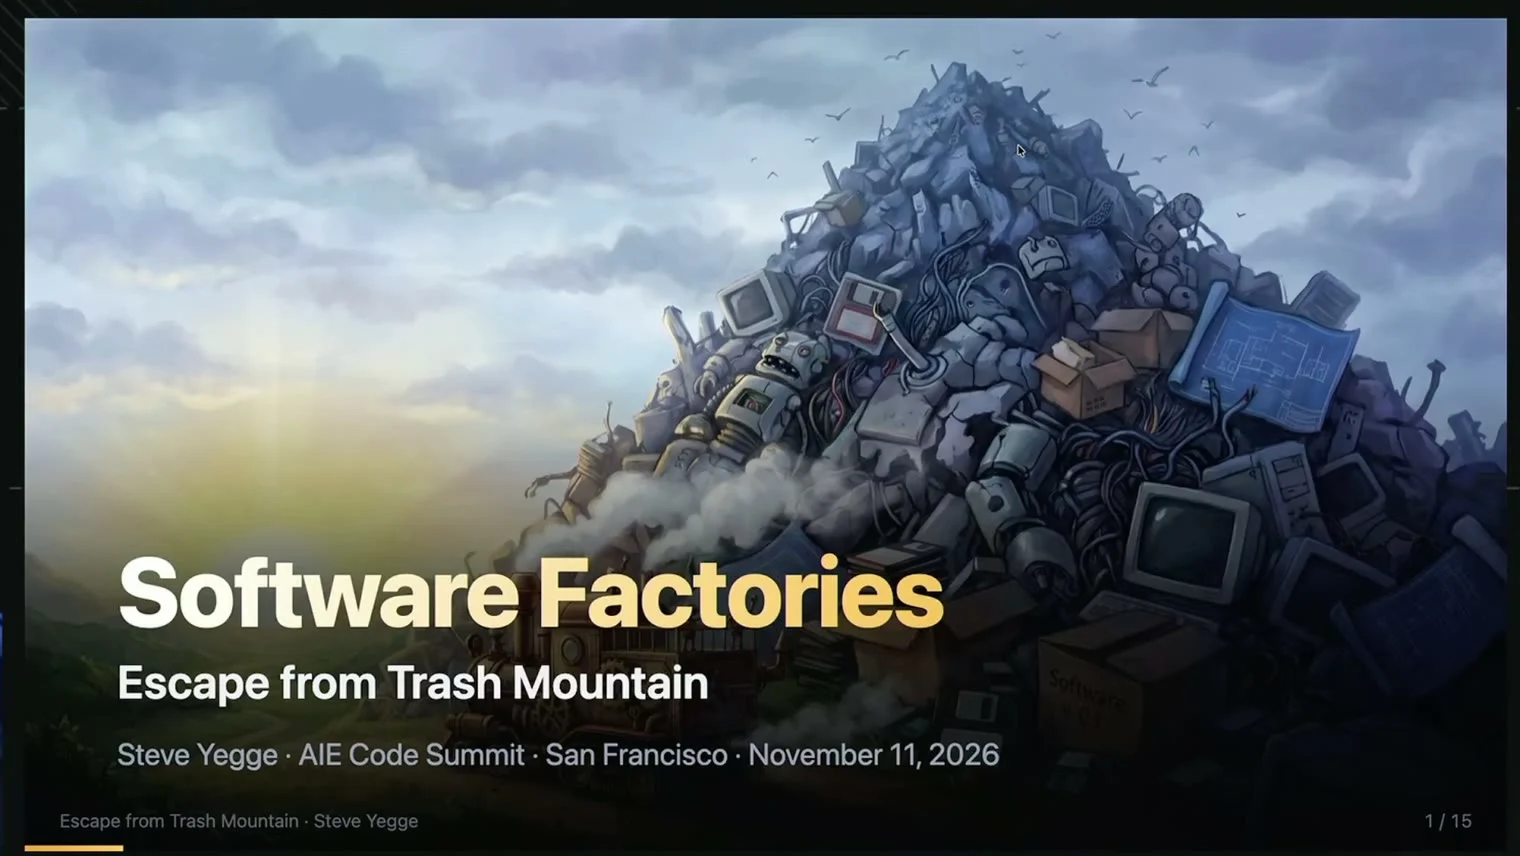 Software Factories
Escape from Trash Mountain
Steve Yegge · AIE Code Summit · San Francisco · November 11, 2026
Software
Escape from Trash Mountain · Steve Yegge
1 / 15